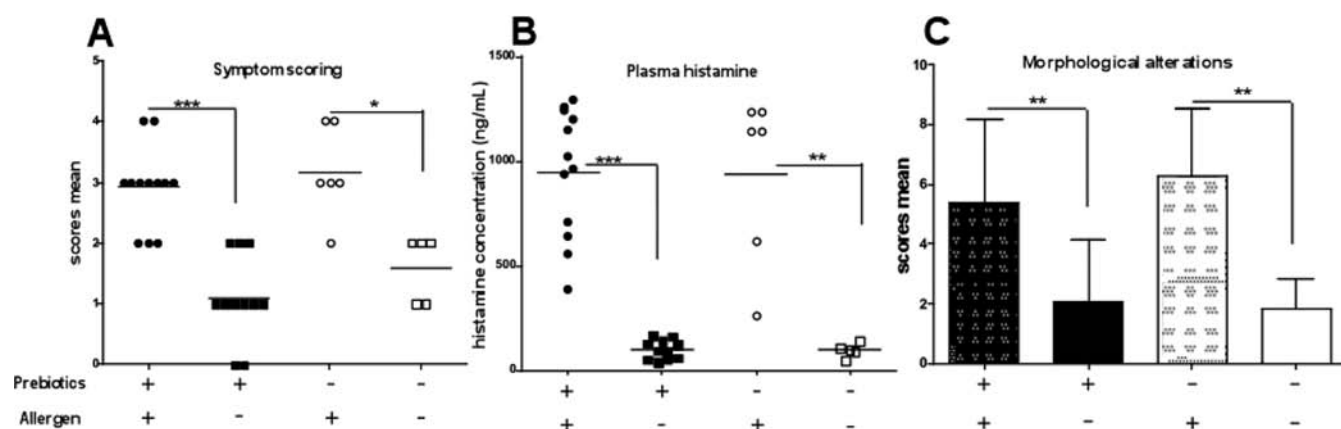 A
Symptom scoring
5
4
3
2
1
0
scores mean
*** *
Prebiotics + + - -
Allergen + - + -
B
Plasma histamine
1500
1000
500
0
histamine concentration (ng/mL)
*** **
+ + - -
+ - + -
C
Morphological alterations
10
8
6
4
2
0
scores mean
** **
+ + - -
+ - + -